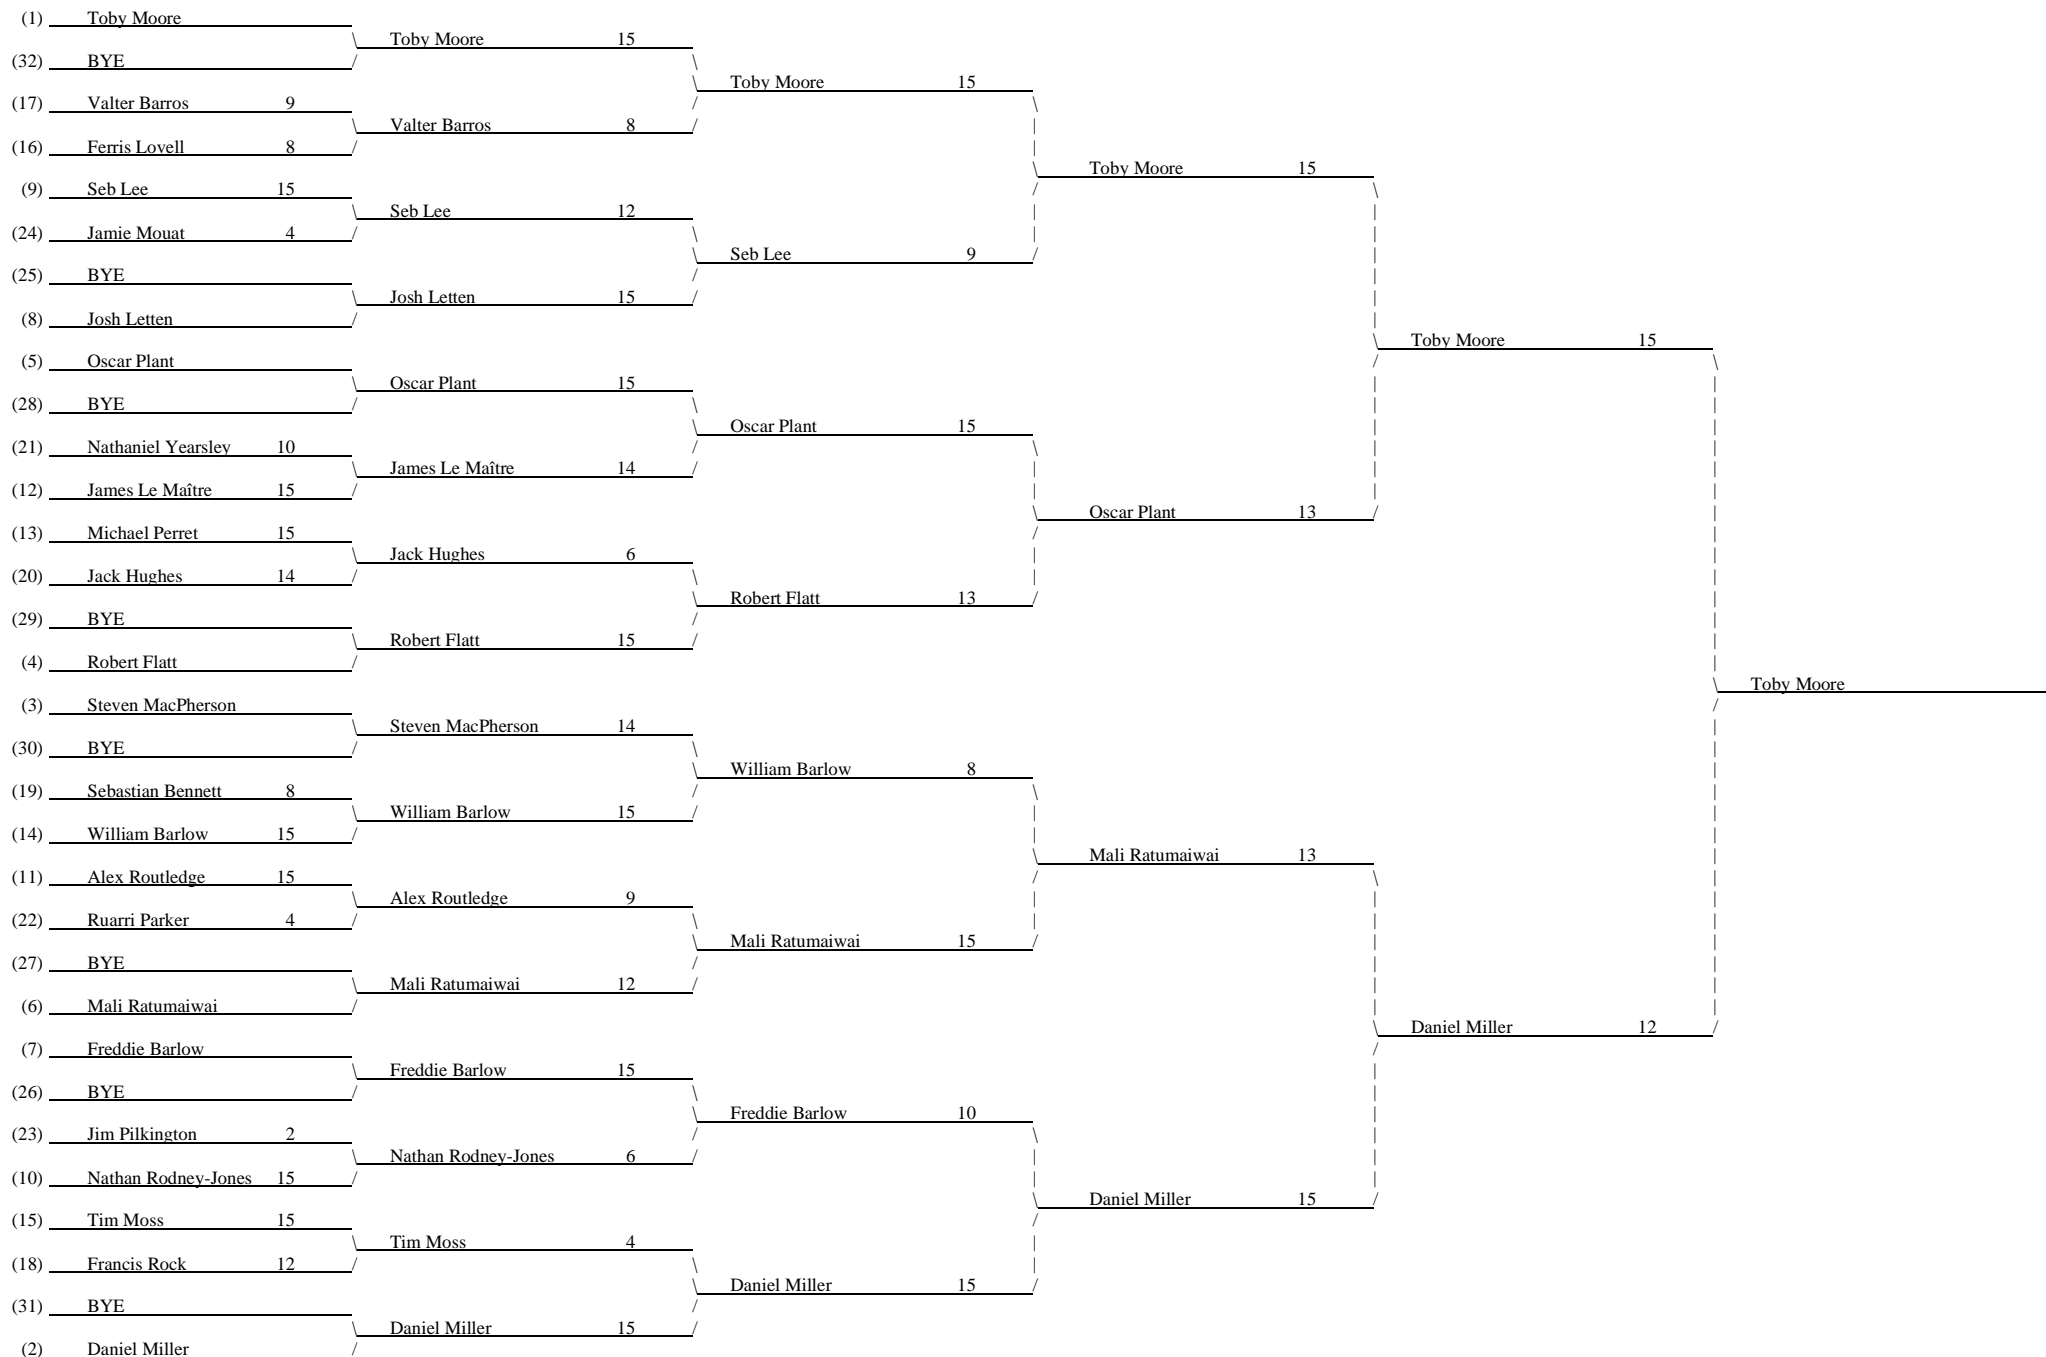 (1) Toby Moore
Toby Moore 15
(32) BYE
Toby Moore 15
(17) Valter Barros 9
Valter Barros 8
(16) Ferris Lovell 8
Toby Moore 15
(9) Seb Lee 15
Seb Lee 12
(24) Jamie Mouat 4
Seb Lee 9
(25) BYE
Josh Letten 15
(8) Josh Letten
Toby Moore 15
(5) Oscar Plant
Oscar Plant 15
(28) BYE
Oscar Plant 15
(21) Nathaniel Yearsley 10
James Le Maître 14
(12) James Le Maître 15
Oscar Plant 13
(13) Michael Perret 15
Jack Hughes 6
(20) Jack Hughes 14
Robert Flatt 13
(29) BYE
Robert Flatt 15
(4) Robert Flatt
Toby Moore
(3) Steven MacPherson
Steven MacPherson 14
(30) BYE
William Barlow 8
(19) Sebastian Bennett 8
William Barlow 15
(14) William Barlow 15
Mali Ratumaiwai 13
(11) Alex Routledge 15
Alex Routledge 9
(22) Ruarri Parker 4
Mali Ratumaiwai 15
(27) BYE
Mali Ratumaiwai 12
(6) Mali Ratumaiwai
Daniel Miller 12
(7) Freddie Barlow
Freddie Barlow 15
(26) BYE
Freddie Barlow 10
(23) Jim Pilkington 2
Nathan Rodney-Jones 6
(10) Nathan Rodney-Jones 15
Daniel Miller 15
(15) Tim Moss 15
Tim Moss 4
(18) Francis Rock 12
Daniel Miller 15
(31) BYE
Daniel Miller 15
(2) Daniel Miller